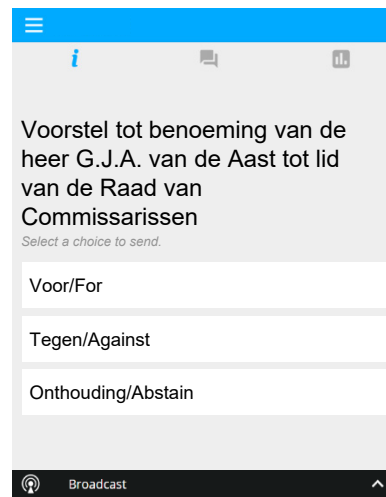 Voorstel tot benoeming van de
heer G.J.A. van de Aast tot lid
van de Raad van
Commissarissen
Select a choice to send.
Voor/For
Tegen/Against
Onthouding/Abstain
Broadcast